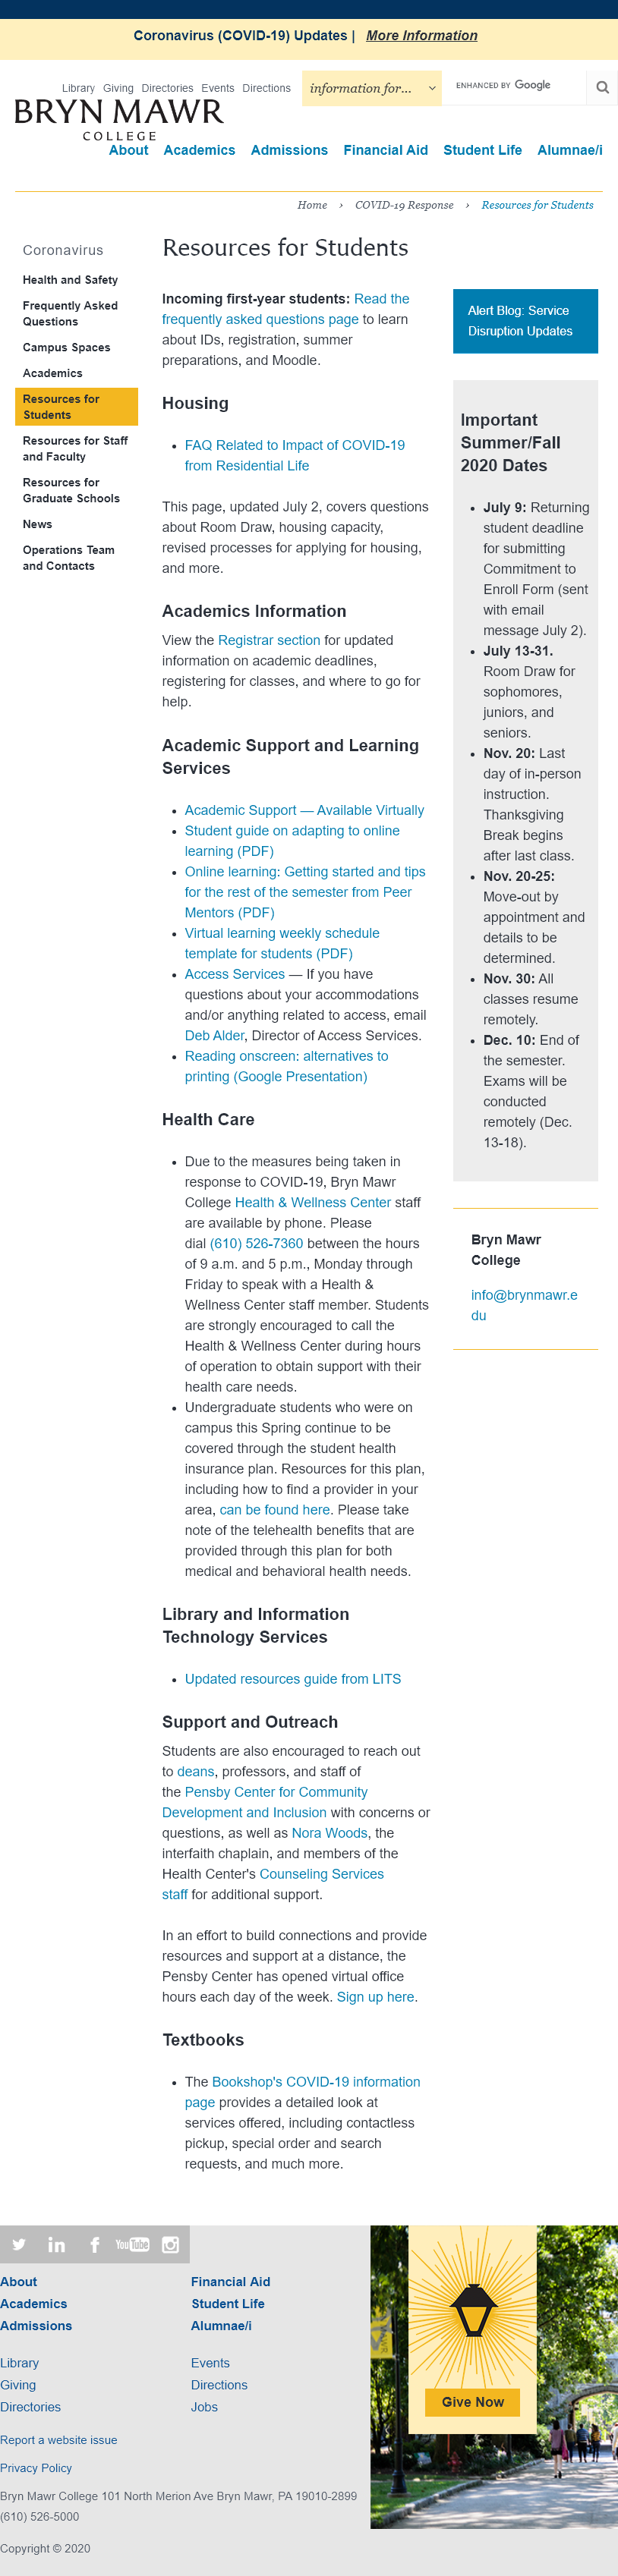 Coronavirus (COVID-19) Updates | More Information
Library Giving Directories Events Directions
information for...
ENHANCED BY Google
BRYN MAWR
COLLEGE
About Academics Admissions Financial Aid Student Life Alumnae/i
Home › COVID-19 Response › Resources for Students
Coronavirus
Health and Safety
Frequently Asked
Questions
Campus Spaces
Academics
Resources for
Students
Resources for Staff
and Faculty
Resources for
Graduate Schools
News
Operations Team
and Contacts
Resources for Students
Incoming first-year students: Read the
frequently asked questions page to learn
about IDs, registration, summer
preparations, and Moodle.
Housing
• FAQ Related to Impact of COVID-19
from Residential Life
This page, updated July 2, covers questions
about Room Draw, housing capacity,
revised processes for applying for housing,
and more.
Academics Information
View the Registrar section for updated
information on academic deadlines,
registering for classes, and where to go for
help.
Academic Support and Learning
Services
• Academic Support — Available Virtually
• Student guide on adapting to online
learning (PDF)
• Online learning: Getting started and tips
for the rest of the semester from Peer
Mentors (PDF)
• Virtual learning weekly schedule
template for students (PDF)
• Access Services — If you have
questions about your accommodations
and/or anything related to access, email
Deb Alder, Director of Access Services.
• Reading onscreen: alternatives to
printing (Google Presentation)
Health Care
• Due to the measures being taken in
response to COVID-19, Bryn Mawr
College Health & Wellness Center staff
are available by phone. Please
dial (610) 526-7360 between the hours
of 9 a.m. and 5 p.m., Monday through
Friday to speak with a Health &
Wellness Center staff member. Students
are strongly encouraged to call the
Health & Wellness Center during hours
of operation to obtain support with their
health care needs.
• Undergraduate students who were on
campus this Spring continue to be
covered through the student health
insurance plan. Resources for this plan,
including how to find a provider in your
area, can be found here. Please take
note of the telehealth benefits that are
provided through this plan for both
medical and behavioral health needs.
Library and Information
Technology Services
• Updated resources guide from LITS
Support and Outreach
Students are also encouraged to reach out
to deans, professors, and staff of
the Pensby Center for Community
Development and Inclusion with concerns or
questions, as well as Nora Woods, the
interfaith chaplain, and members of the
Health Center's Counseling Services
staff for additional support.
In an effort to build connections and provide
resources and support at a distance, the
Pensby Center has opened virtual office
hours each day of the week. Sign up here.
Textbooks
• The Bookshop's COVID-19 information
page provides a detailed look at
services offered, including contactless
pickup, special order and search
requests, and much more.
Alert Blog: Service
Disruption Updates
Important
Summer/Fall
2020 Dates
• July 9: Returning
student deadline
for submitting
Commitment to
Enroll Form (sent
with email
message July 2).
• July 13-31.
Room Draw for
sophomores,
juniors, and
seniors.
• Nov. 20: Last
day of in-person
instruction.
Thanksgiving
Break begins
after last class.
• Nov. 20-25:
Move-out by
appointment and
details to be
determined.
• Nov. 30: All
classes resume
remotely.
• Dec. 10: End of
the semester.
Exams will be
conducted
remotely (Dec.
13-18).
Bryn Mawr
College
info@brynmawr.e
du
You Tube
About
Academics
Admissions
Financial Aid
Student Life
Alumnae/i
Library
Giving
Directories
Events
Directions
Jobs
Report a website issue
Privacy Policy
Bryn Mawr College 101 North Merion Ave Bryn Mawr, PA 19010-2899
(610) 526-5000
Copyright © 2020
Give Now